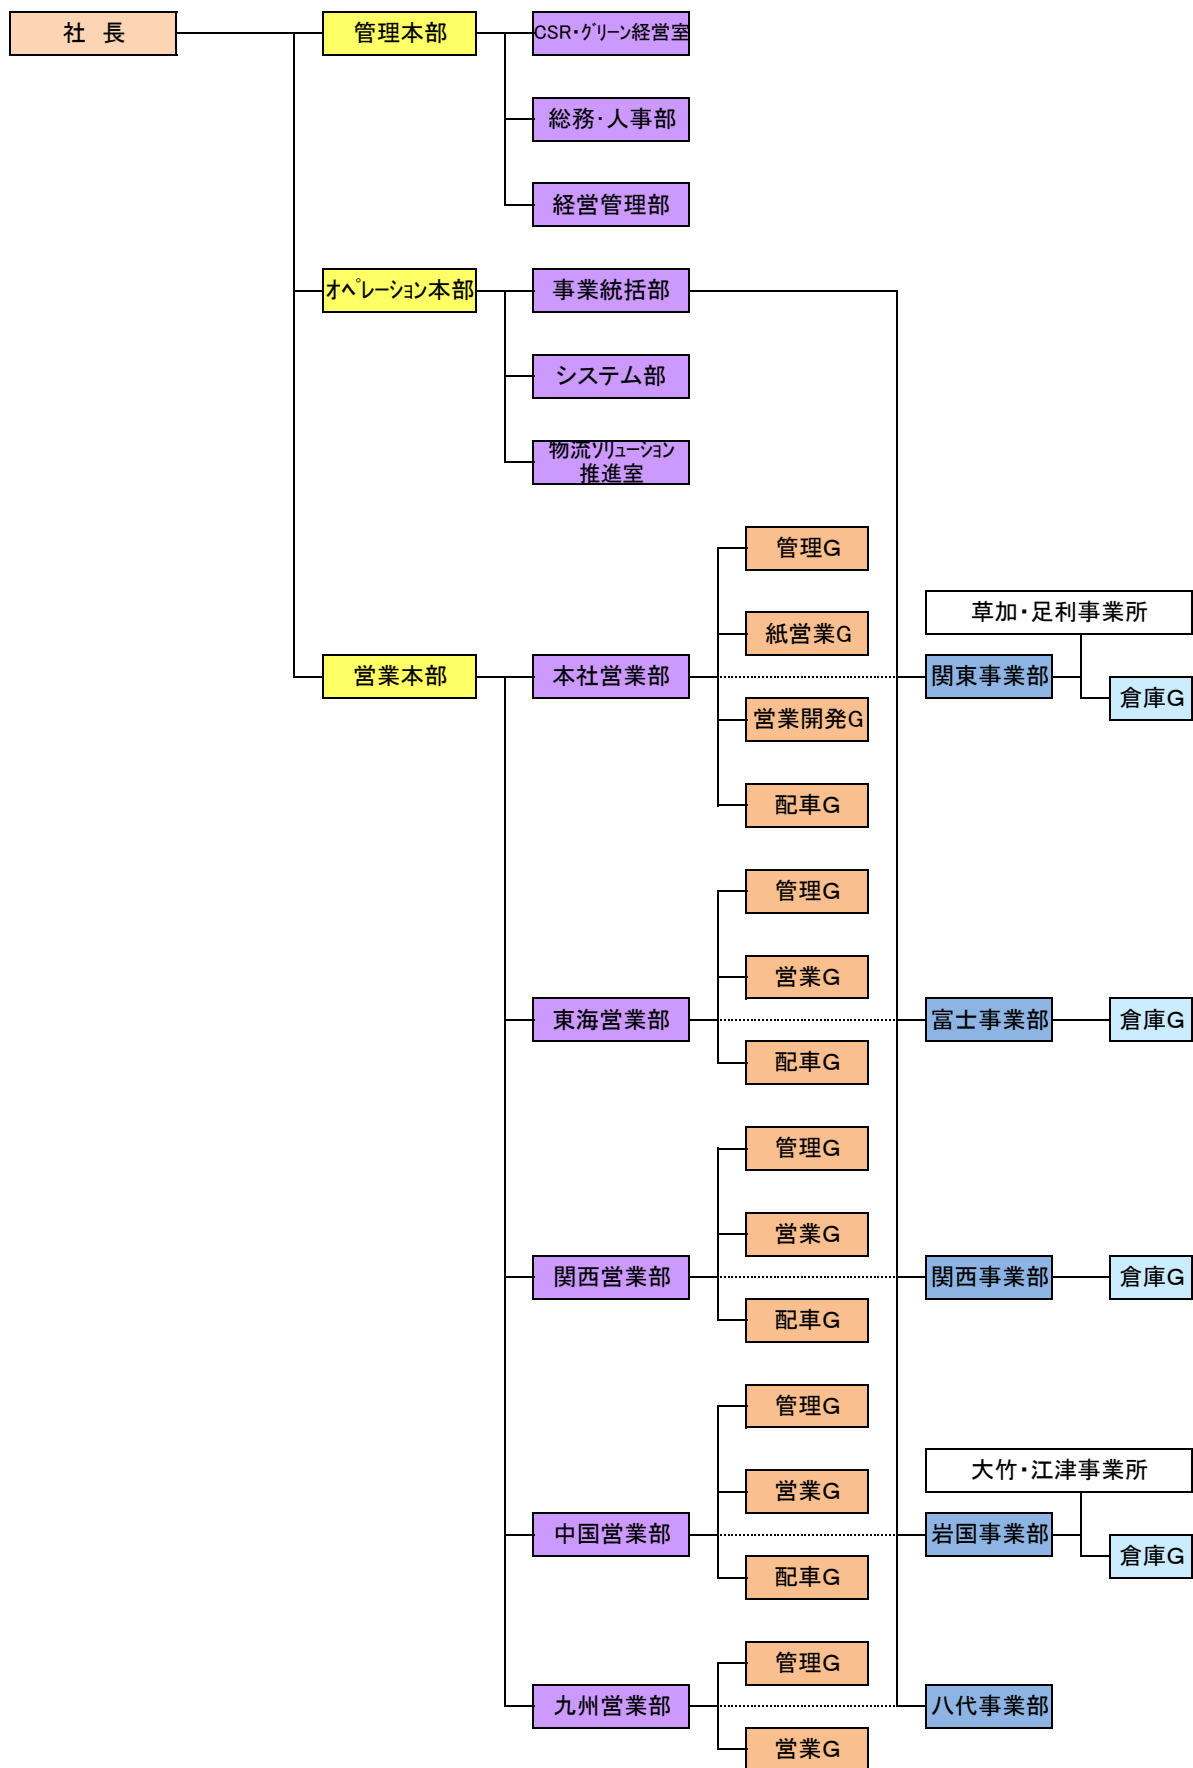 社　長
管理本部
CSR・ｸﾞﾘｰﾝ経営室
総務･人事部
経営管理部
ｵﾍﾟﾚｰｼｮﾝ本部
事業統括部
システム部
物流ｿﾘｭｰｼｮﾝ
推進室
管理Ｇ
紙営業G
草加・足利事業所
営業本部
本社営業部
関東事業部
倉庫Ｇ
営業開発G
配車Ｇ
管理Ｇ
営業Ｇ
東海営業部
富士事業部
倉庫Ｇ
配車Ｇ
管理Ｇ
営業Ｇ
関西営業部
関西事業部
倉庫Ｇ
配車Ｇ
管理Ｇ
大竹・江津事業所
営業Ｇ
中国営業部
岩国事業部
倉庫Ｇ
配車Ｇ
管理Ｇ
九州営業部
八代事業部
営業Ｇ